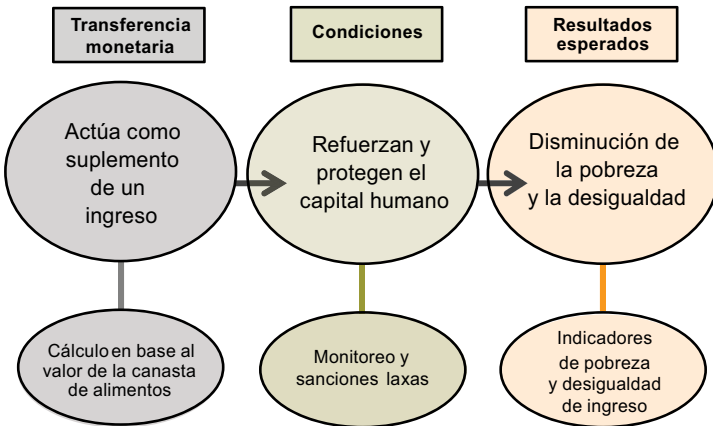 Transferencia
monetaria
Condiciones
Resultados
esperados
Actúa como
suplemento
de un
ingreso
Refuerzan y
protegen el
capital humano
Disminución de
la pobreza
y la desigualdad
Cálculo en base al
valor de la canasta
de alimentos
Monitoreo y
sanciones laxas
Indicadores
de pobreza
y desigualdad
de ingreso